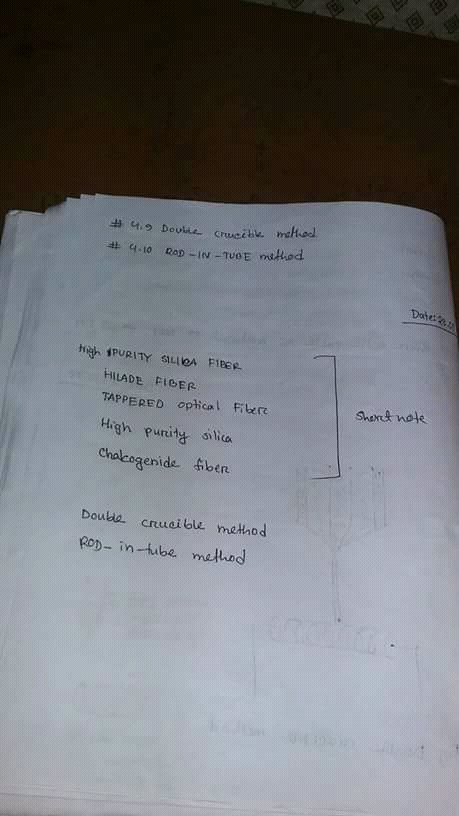 # 4.9 Double crucible method
# 4.10 ROD-IN-TUBE method
Date:
High PURITY SILICA FIBER
HILADE FIBER
TAPPERED optical Fiber
High purity silica
Chalcogenide fiber
Short note
Double crucible method
ROD-in-tube method